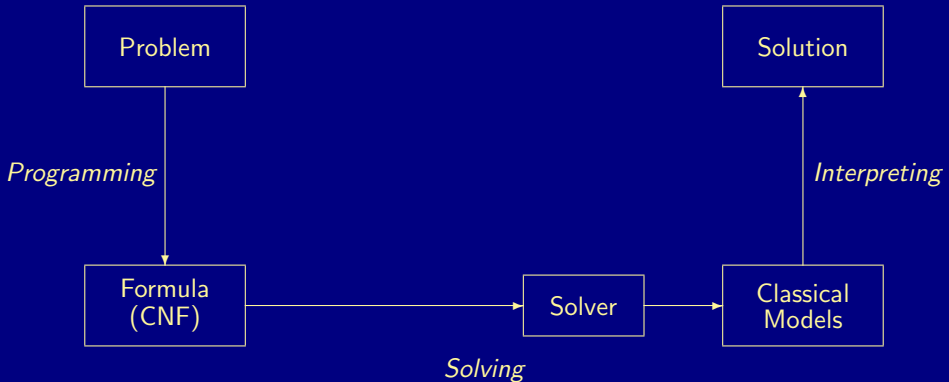 Problem
Solution
Programming
Interpreting
Formula
(CNF)
Solver
Classical
Models
Solving